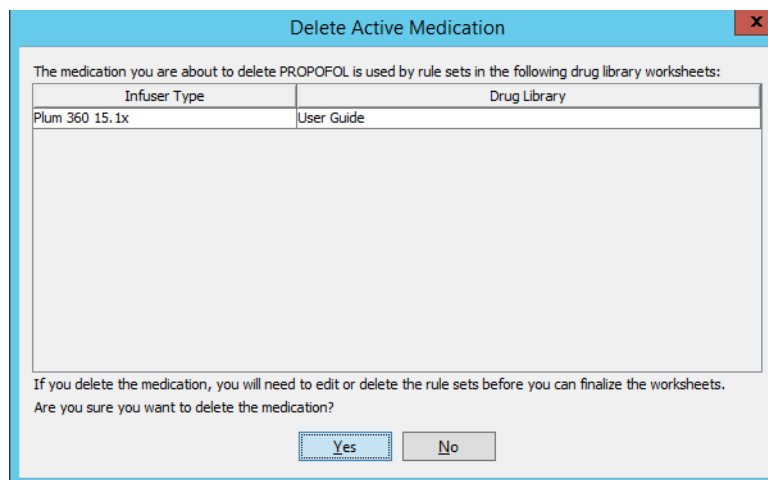 Delete Active Medication
x
The medication you are about to delete PROPOFOL is used by rule sets in the following drug library worksheets:
Infuser Type Drug Library
Plum 360 15.1x User Guide
If you delete the medication, you will need to edit or delete the rule sets before you can finalize the worksheets.
Are you sure you want to delete the medication?
Yes No